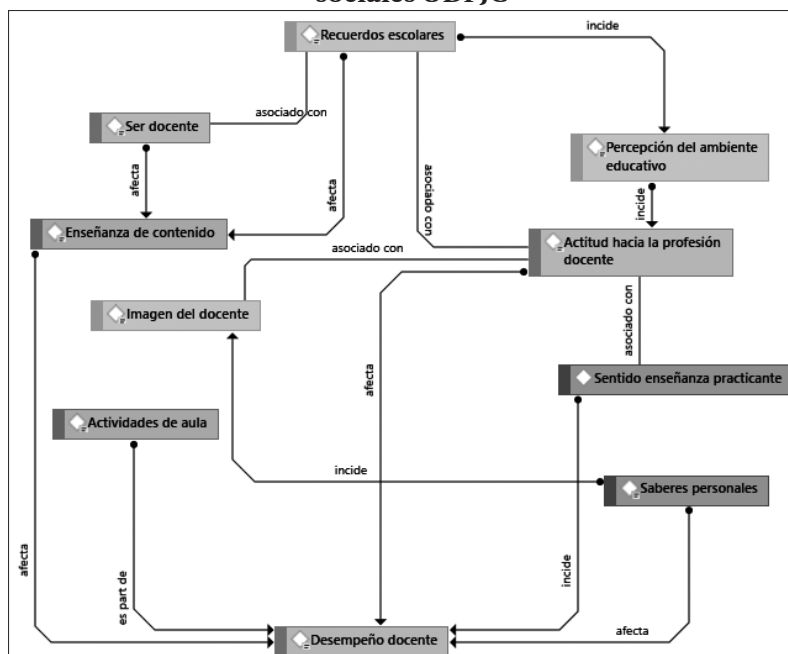 sociales UDFJC
Recuerdos escolares
incide
asociado con
Ser docente
Percepción del ambiente
educativo
afecta
afecta
asociado con
incide
Enseñanza de contenido
asociado con
Actitud hacia la profesión
docente
Imagen del docente
asociado con
afecta
Sentido enseñanza practicante
Actividades de aula
incide
Saberes personales
afecta
es part de
incide
afecta
Desempeño docente